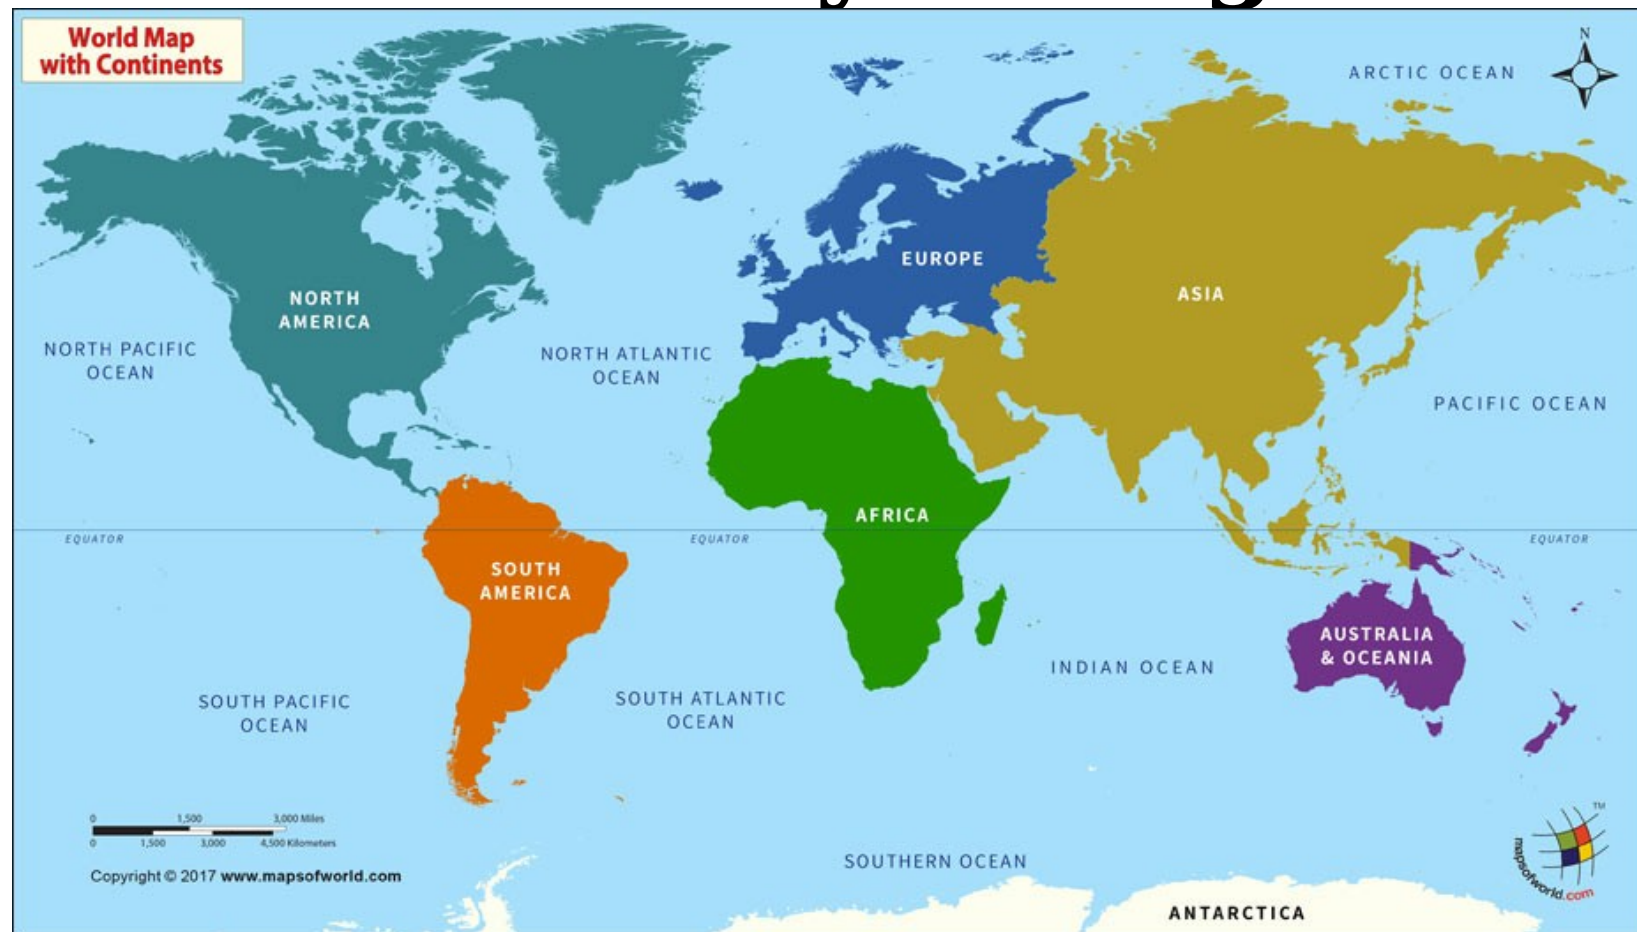 World Map
with Continents
N
ARCTIC OCEAN
EUROPE
ASIA
NORTH
AMERICA
NORTH PACIFIC
OCEAN
NORTH ATLANTIC
OCEAN
PACIFIC OCEAN
AFRICA
EQUATOR
EQUATOR
EQUATOR
SOUTH
AMERICA
AUSTRALIA
& OCEANIA
INDIAN OCEAN
SOUTH PACIFIC
OCEAN
SOUTH ATLANTIC
OCEAN
0 1,500 3,000 Miles
0 1,500 3,000 4,500 Kilometers
Copyright © 2017 www.mapsofworld.com
SOUTHERN OCEAN
ANTARCTICA
TM
mapsofworld.com